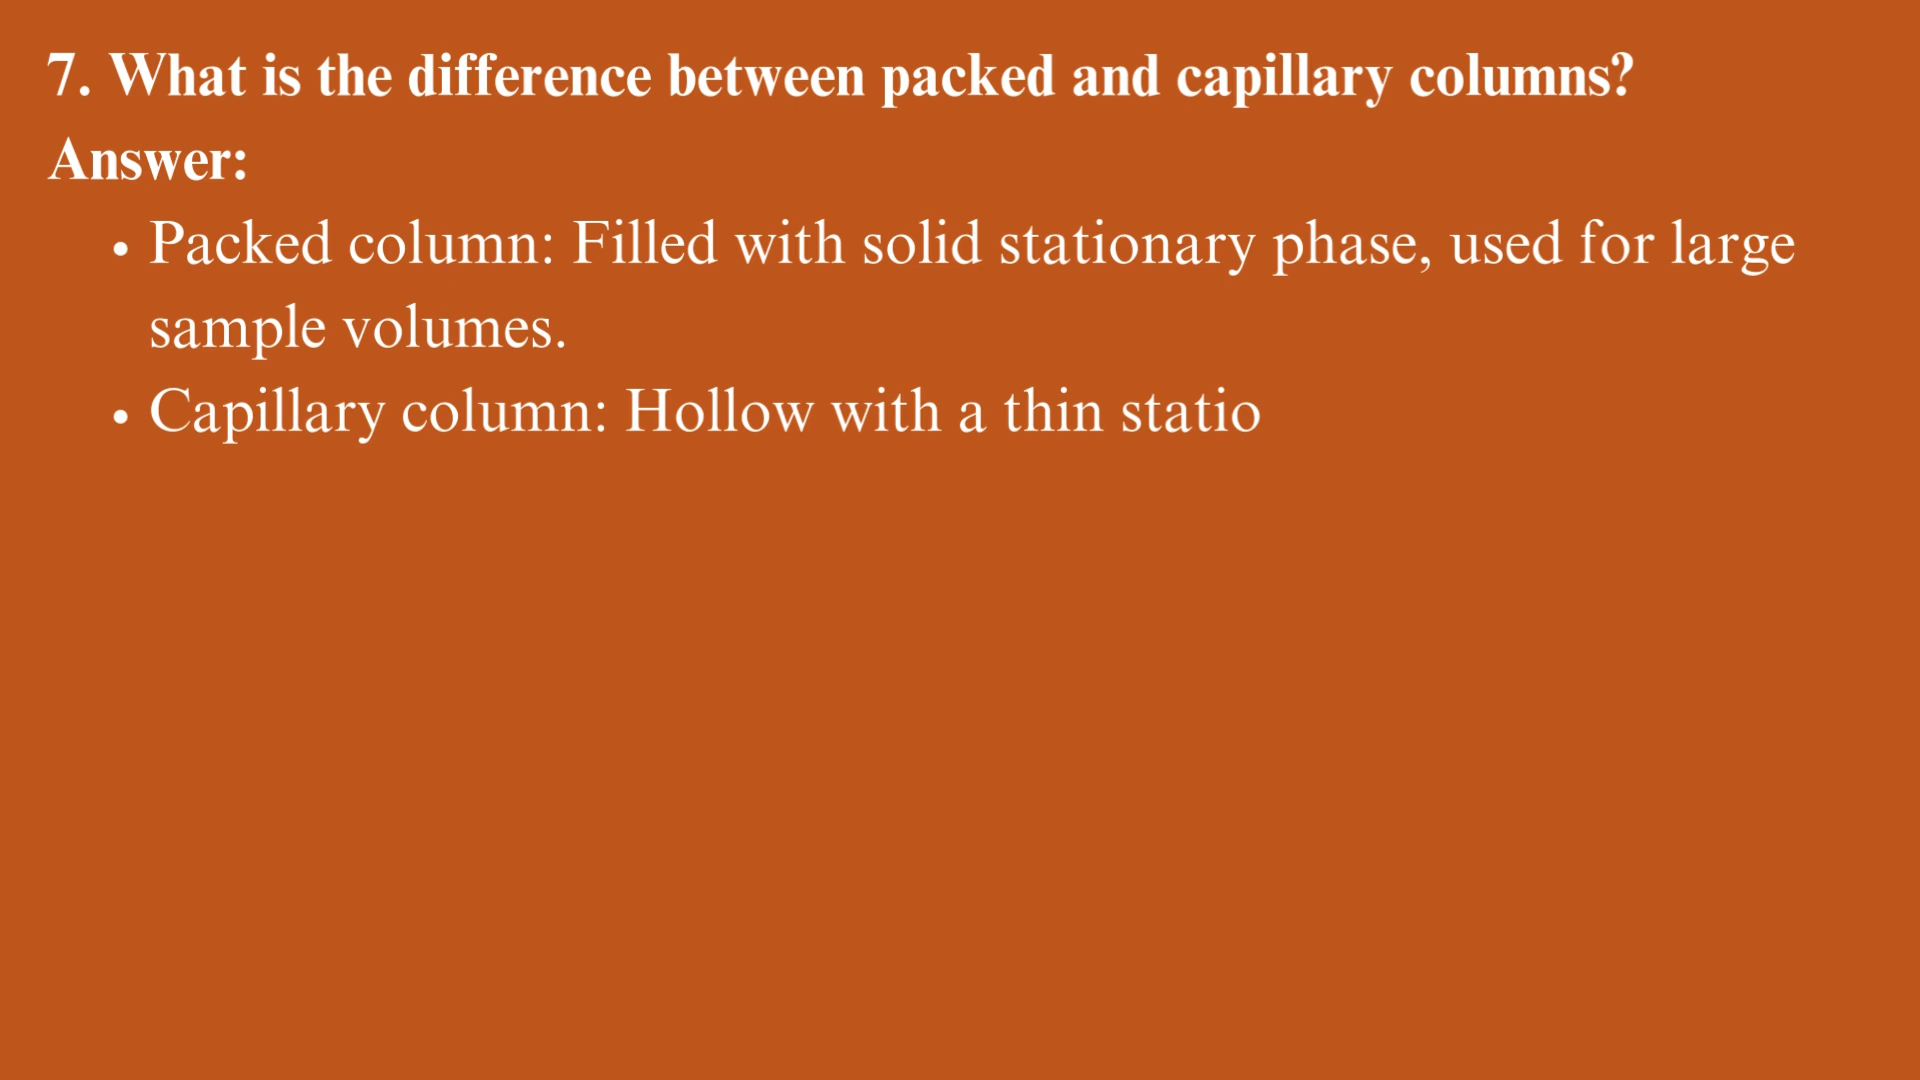 7. What is the difference between packed and capillary columns?
Answer:
• Packed column: Filled with solid stationary phase, used for large
sample volumes.
• Capillary column: Hollow with a thin statio